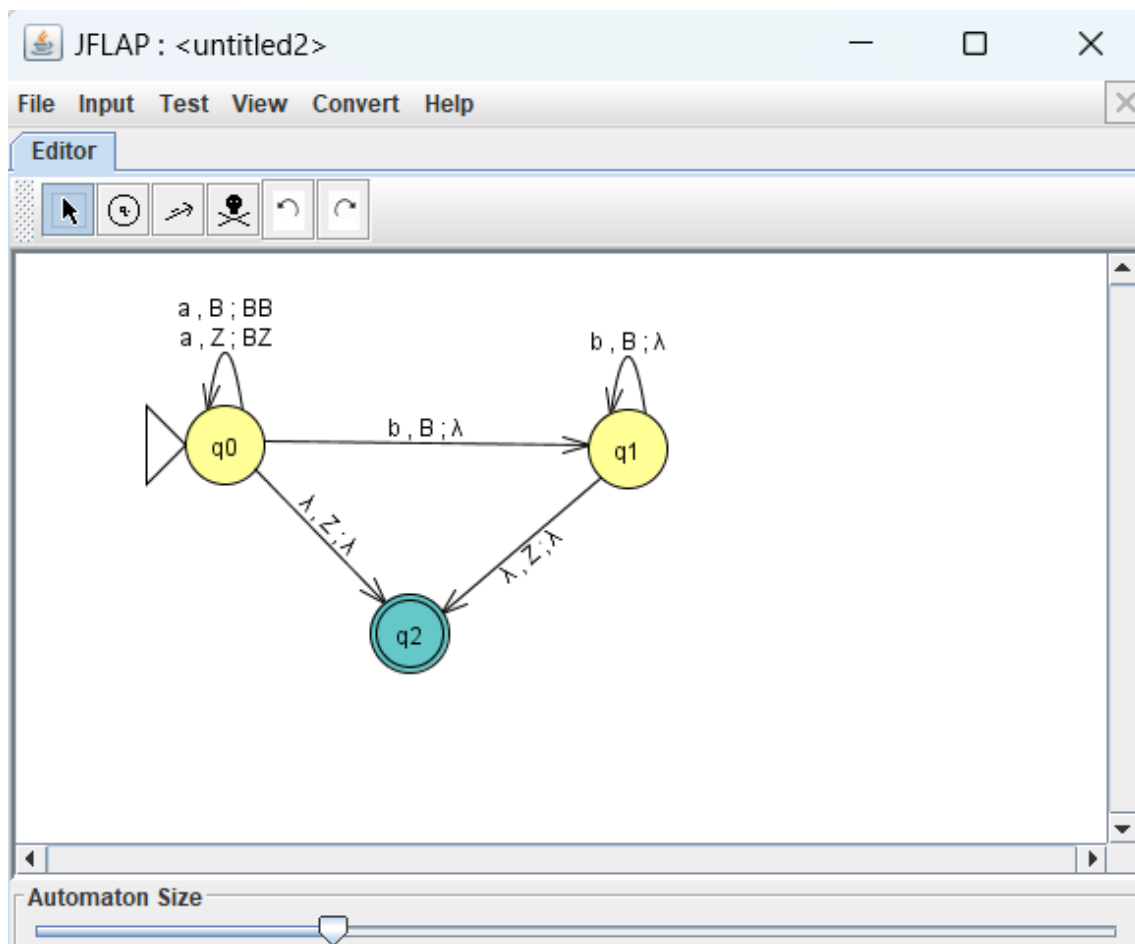 JFLAP : <untitled2>
File Input Test View Convert Help
Editor
a , B ; BB
a , Z ; BZ
b , B ; λ
b , B ; λ
q0
q1
λ , Z ; λ
λ , Z ; λ
q2
Automaton Size